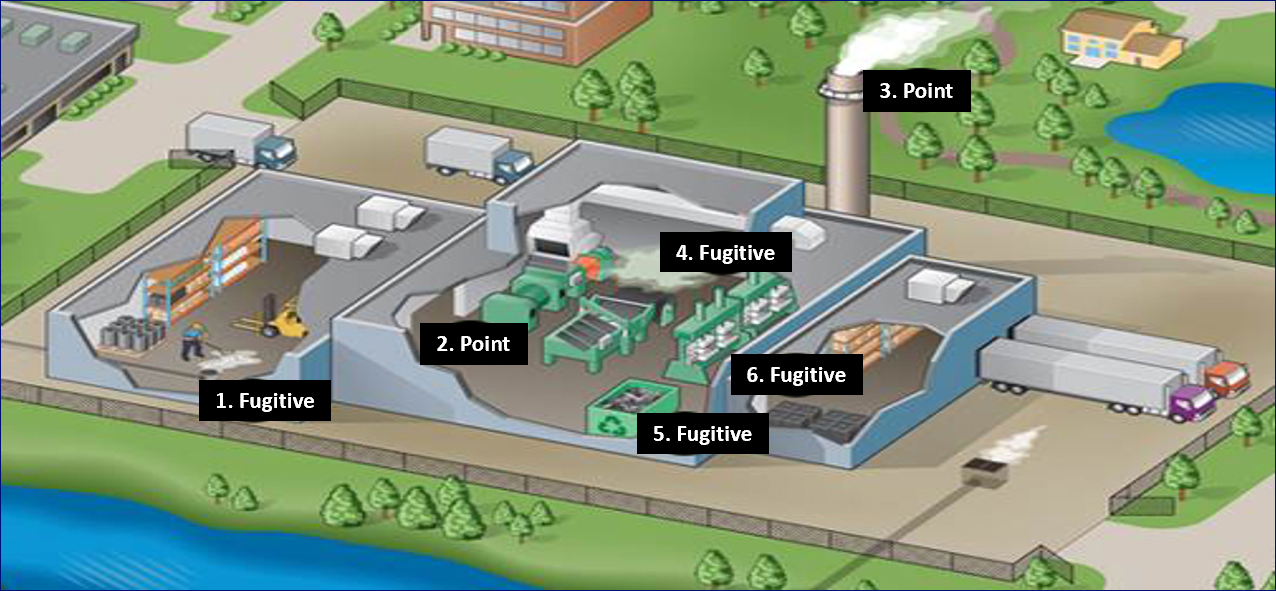 3. Point
4. Fugitive
2. Point
6. Fugitive
1. Fugitive
5. Fugitive